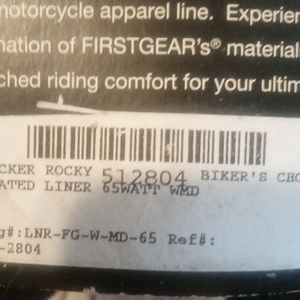 motorcycle apparel line. Experien
nation of FIRSTGEAR's® material
ched riding comfort for your ultim
CKER ROCKY 512804 BIKER'S CHO
ATED LINER 65WATT WMD
g#:LNR-FG-W-MD-65 Ref#:
-2804